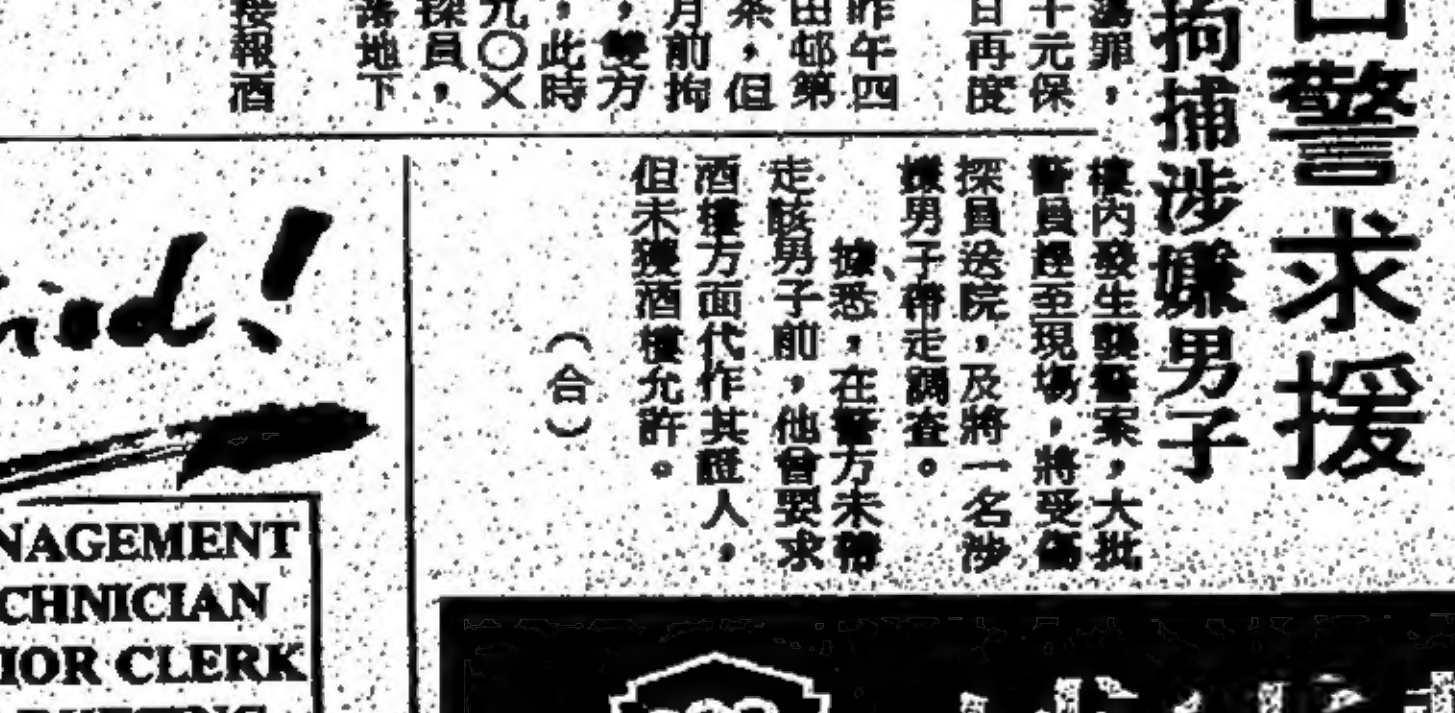 警求援
拘捕涉嫌男子
罪，
千元保
日再度
昨午四
田邨第
茶，但
月前拘
，雙方
，此時
九〇X
探員，
落地下
接報酒
樓內發生襲警案，大批
警員趕至現場，將受傷
探員送院，及將一名涉
嫌男子帶走調查。
據悉，在警方未帶
走該男子前，他曾要求
酒樓方面代作其證人，
但未獲酒樓允許。
（合）
NAGEMENT
CHNICIAN
IOR CLERK